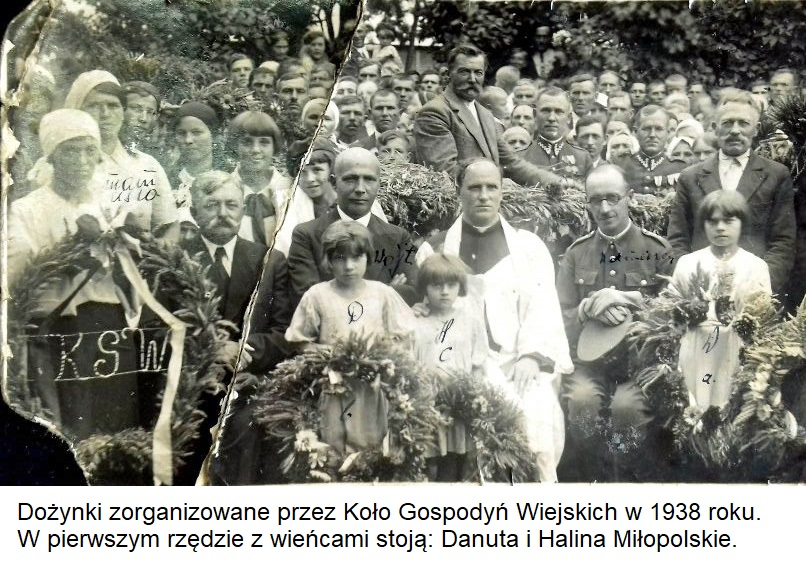 KSW
D
H
C
D
a.
Dożynki zorganizowane przez Koło Gospodyń Wiejskich w 1938 roku.
W pierwszym rzędzie z wieńcami stoją: Danuta i Halina Miłopolskie.